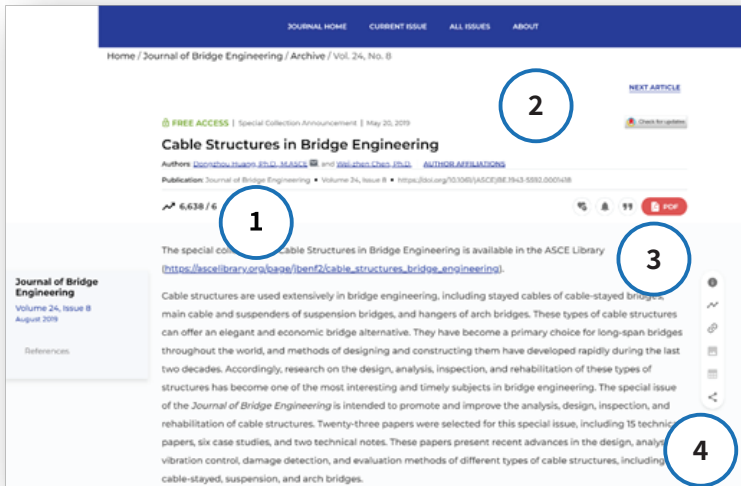 JOURNAL HOME CURRENT ISSUE ALL ISSUES ABOUT
Home / Journal of Bridge Engineering / Archive / Vol. 24, No. 8
NEXT ARTICLE
2
FREE ACCESS | Special Collection Announcement | May 20, 2019
Check for updates
Cable Structures in Bridge Engineering
Authors: Dongzhou Huang, Ph.D., M.ASCE and Wei-zhen Chen, Ph.D. AUTHOR AFFILIATIONS
Publication: Journal of Bridge Engineering • Volume 24, Issue 8 • https://doi.org/10.1061/(ASCE)BE.1943-5592.0001418
6,638 / 6
PDF
1
The special Cable Structures in Bridge Engineering is available in the ASCE Library
(https://ascelibrary.org/page/jbenf2/cable_structures_bridge_engineering).
3
Journal of Bridge
Engineering
Volume 24, Issue 8
August 2019
References
Cable structures are used extensively in bridge engineering, including stayed cables of cable-stayed bridges,
main cable and suspenders of suspension bridges, and hangers of arch bridges. These types of cable structures
can offer an elegant and economic bridge alternative. They have become a primary choice for long-span bridges
throughout the world, and methods of designing and constructing them have developed rapidly during the last
two decades. Accordingly, research on the design, analysis, inspection, and rehabilitation of these types of
structures has become one of the most interesting and timely subjects in bridge engineering. The special issue
of the Journal of Bridge Engineering is intended to promote and improve the analysis, design, inspection, and
rehabilitation of cable structures. Twenty-three papers were selected for this special issue, including 15 technic
papers, six case studies, and two technical notes. These papers present recent advances in the design, analys
vibration control, damage detection, and evaluation methods of different types of cable structures, including
cable-stayed, suspension, and arch bridges.
4